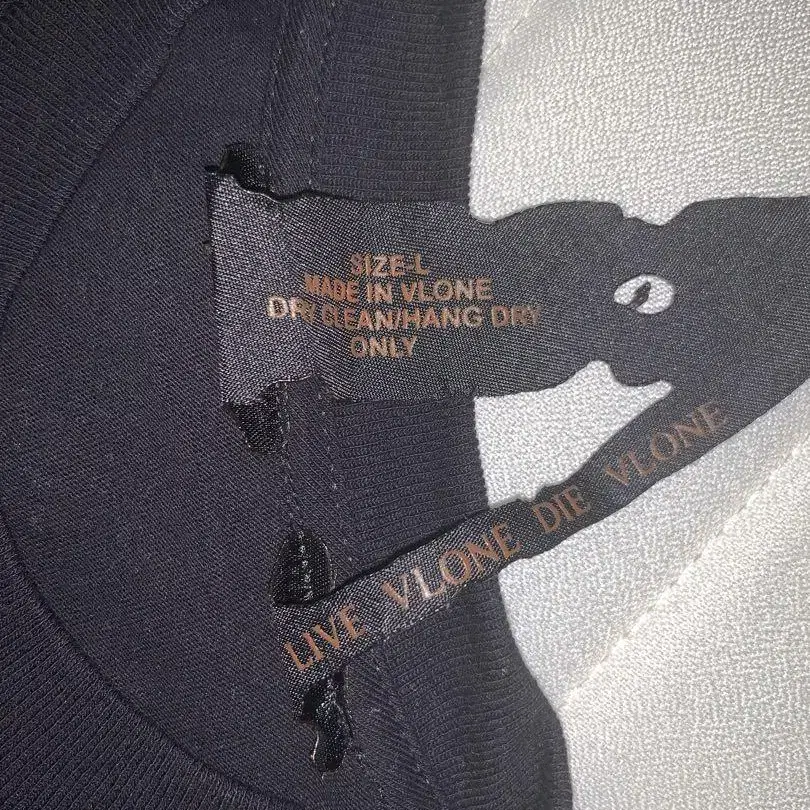 SIZE-L
MADE IN VLONE
DRY CLEAN/HANG DRY
ONLY
LIVE VLONE DIE VLONE